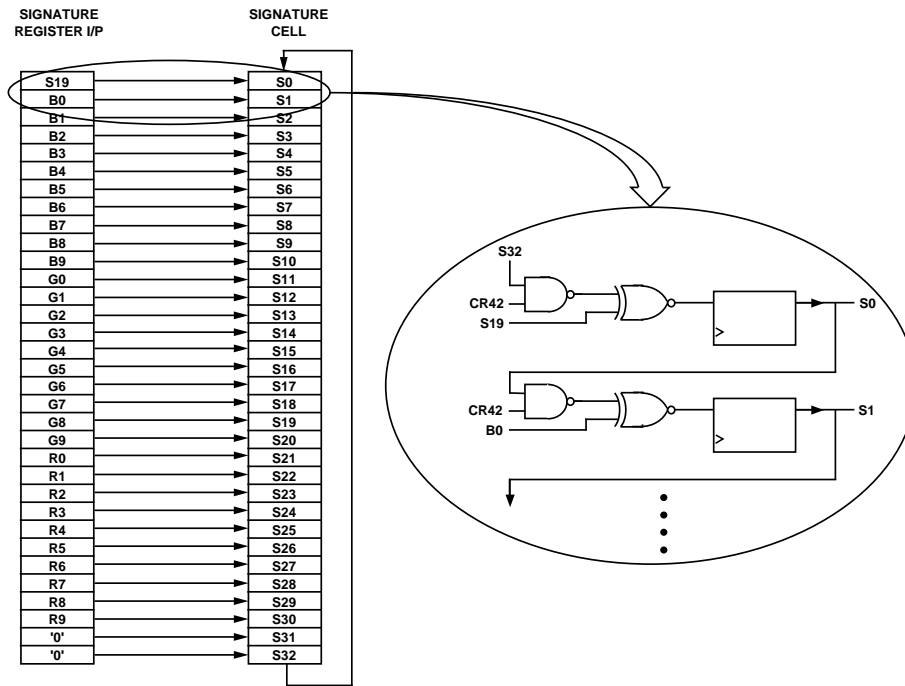 SIGNATURE
REGISTER I/P
SIGNATURE
CELL
S19 S0
B0 S1
B1 S2
B2 S3
B3 S4
B4 S5
B5 S6
B6 S7
B7 S8
B8 S9
B9 S10
G0 S11
G1 S12
G2 S13
G3 S14
G4 S15
G5 S16
G6 S17
G7 S18
G8 S19
G9 S20
R0 S21
R1 S22
R2 S23
R3 S24
R4 S25
R5 S26
R6 S27
R7 S28
R8 S29
R9 S30
'0' S31
'0' S32
S32
CR42
S19
S0
CR42
B0
S1